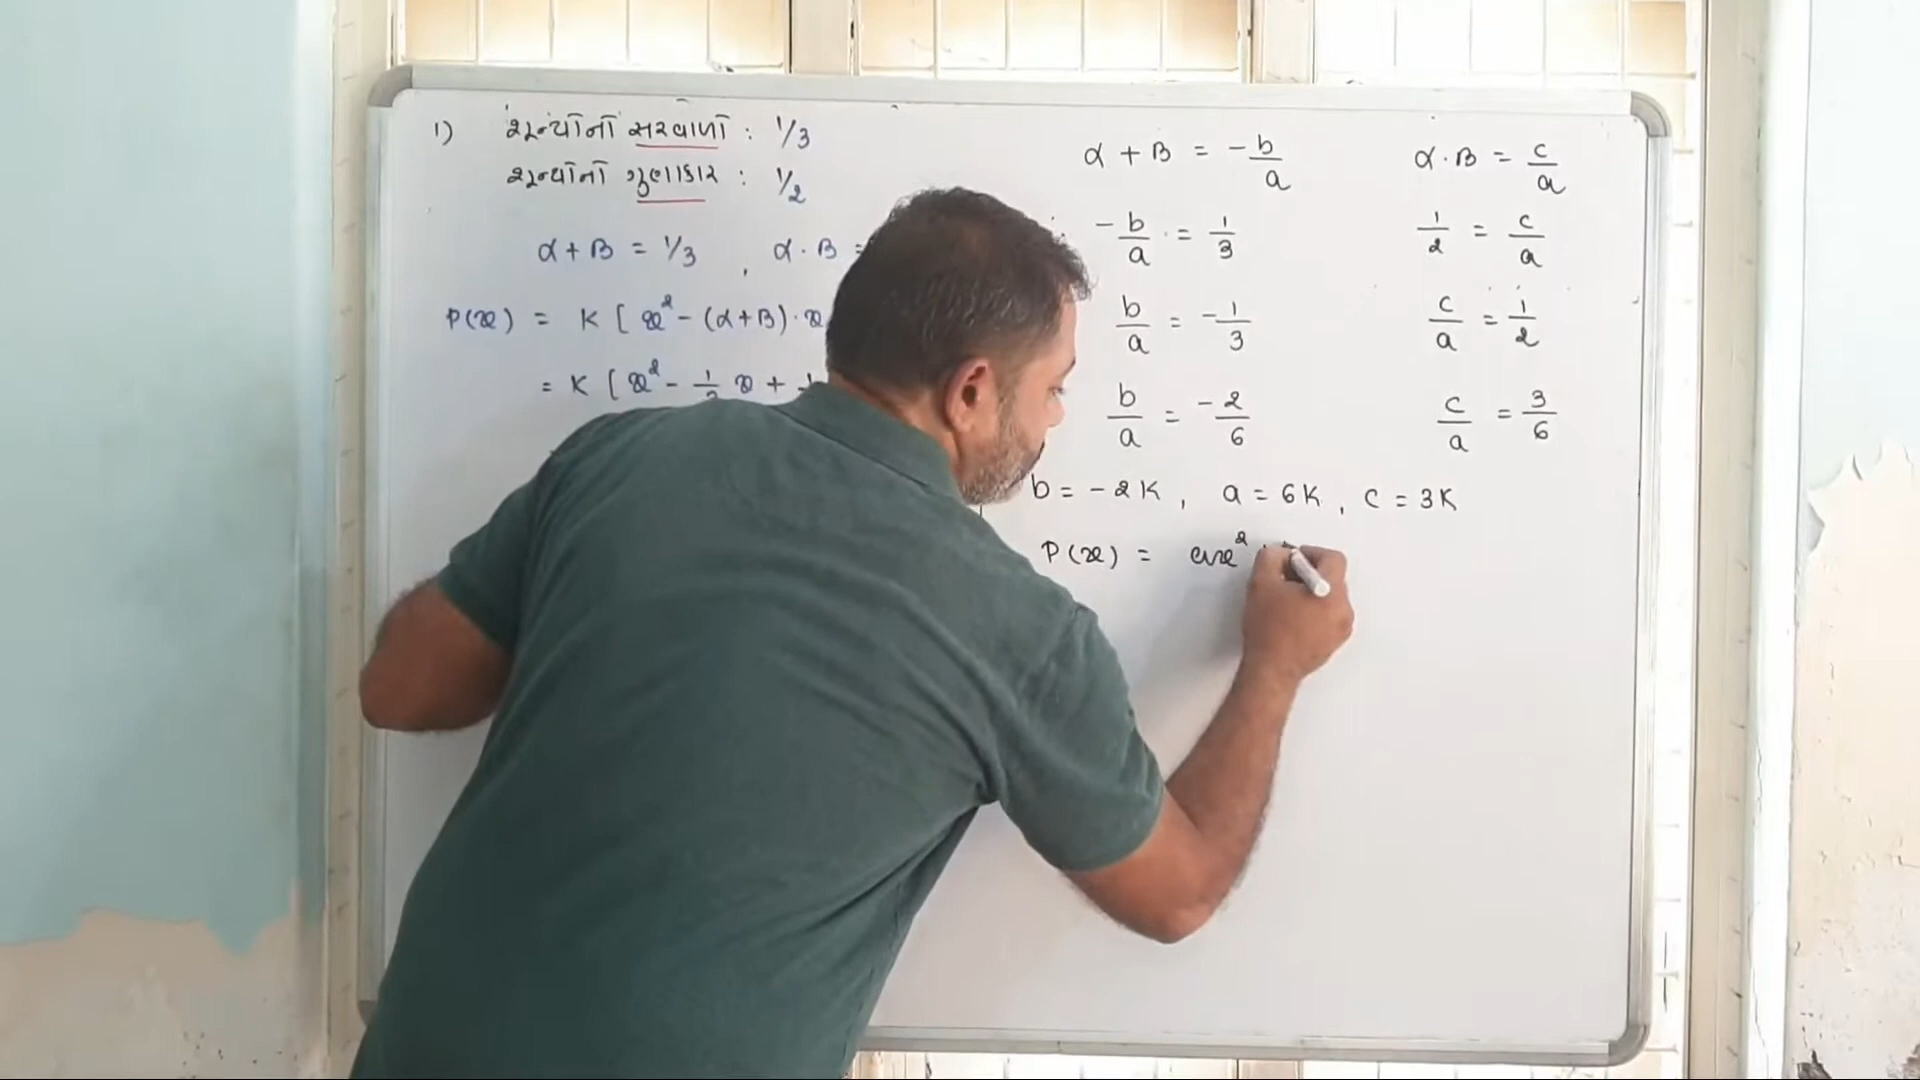 1) શૂન્યોનો સરવાળો : 1/3
શૂન્યોનો ગુણાકાર : 1/2
α + β = 1/3 , α · β =
P(x) = K [ x² - (α+β) · x
= K [ x² - 1/3 x +
α + β = - b/a
- b/a = 1/3
b/a = - 1/3
b/a = - 2/6
α · β = c/a
1/2 = c/a
c/a = 1/2
c/a = 3/6
b = - 2K , a = 6K , c = 3K
P(x) = ax²